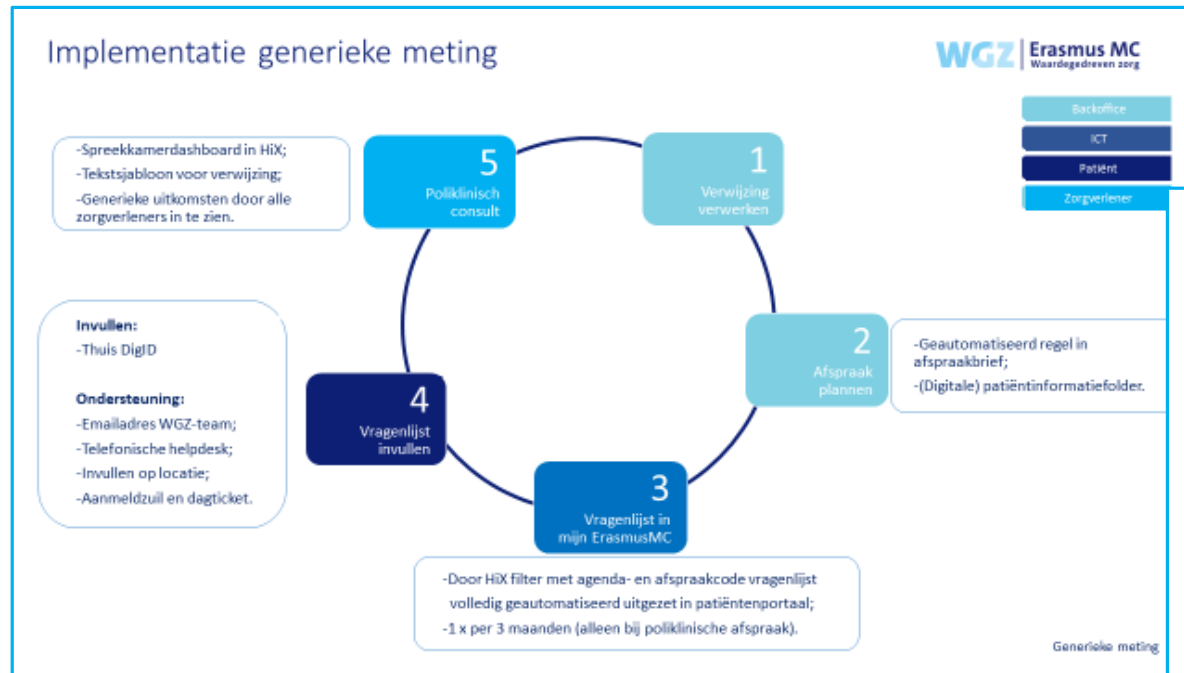 Implementatie generieke meting
WGZ
Erasmus MC
Waardegedreven zorg
Backoffice
ICT
Patiënt
Zorgverlener
1
Verwijzing
verwerken
2
Afspraak
plannen
-Geautomatiseerd regel in
afspraakbrief;
-(Digitale) patiëntinformatiefolder.
3
Vragenlijst in
mijn ErasmusMC
-Door HiX filter met agenda- en afspraakcode vragenlijst
volledig geautomatiseerd uitgezet in patiëntenportaal;
-1 x per 3 maanden (alleen bij poliklinische afspraak).
4
Vragenlijst
invullen
Invullen:
-Thuis DigID
Ondersteuning:
-Emailadres WGZ-team;
-Telefonische helpdesk;
-Invullen op locatie;
-Aanmeldzuil en dagticket.
5
Poliklinisch
consult
-Spreekkamerdashboard in HiX;
-Tekstsjabloon voor verwijzing;
-Generieke uitkomsten door alle
zorgverleners in te zien.
Generieke meting